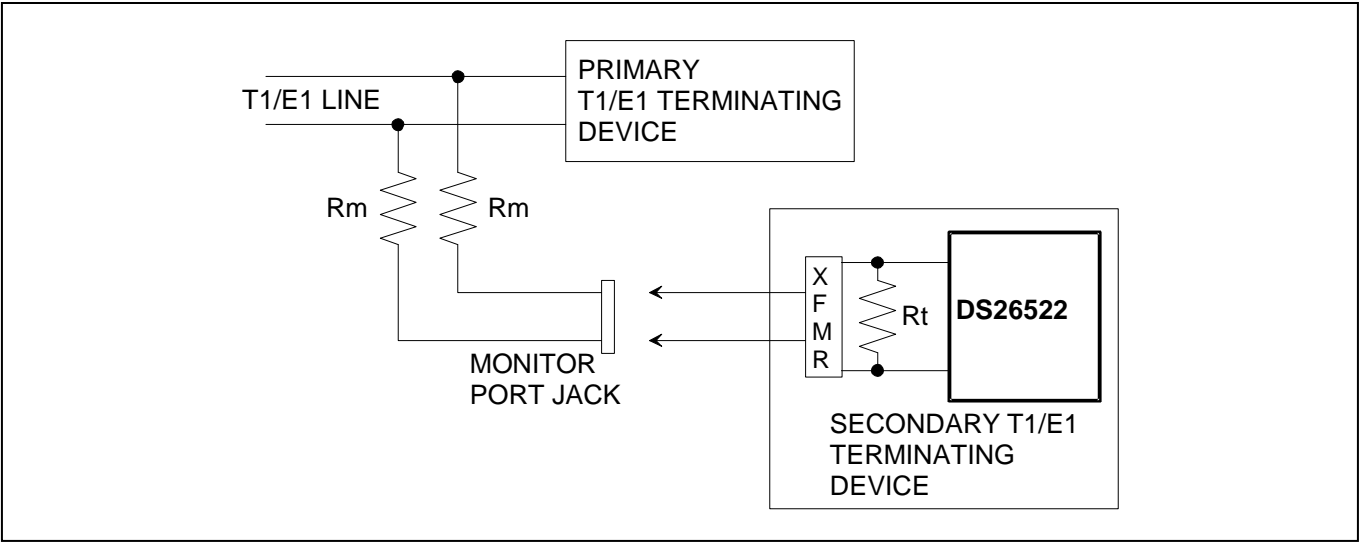 PRIMARY
T1/E1 TERMINATING
DEVICE
T1/E1 LINE
Rm
Rm
MONITOR
PORT JACK
X
F
M
R
Rt
DS26522
SECONDARY T1/E1
TERMINATING
DEVICE